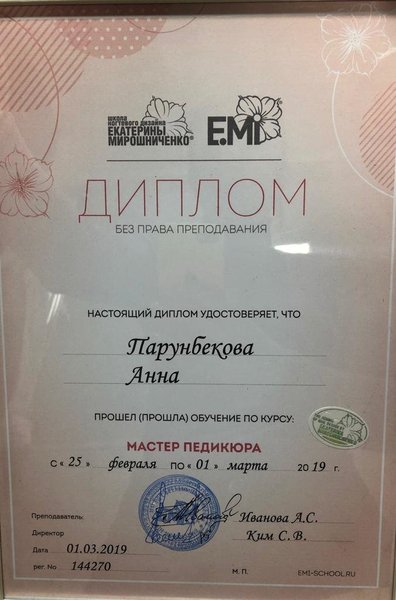 школа
ногтевого дизайна
ЕКАТЕРИНЫ
МИРОШНИЧЕНКО®
E.Mi®
ДИПЛОМ
БЕЗ ПРАВА ПРЕПОДАВАНИЯ
НАСТОЯЩИЙ ДИПЛОМ УДОСТОВЕРЯЕТ, ЧТО
Парунбекова
Анна
ПРОШЕЛ (ПРОШЛА) ОБУЧЕНИЕ ПО КУРСУ:
МАСТЕР ПЕДИКЮРА
С « 25 » февраля ПО « 01 » марта 20 19 г.
Преподаватель: Иванова А.С.
Директор Ким С. В.
Дата 01.03.2019
рег. No 144270
М. П.
EMI-SCHOOL.RU